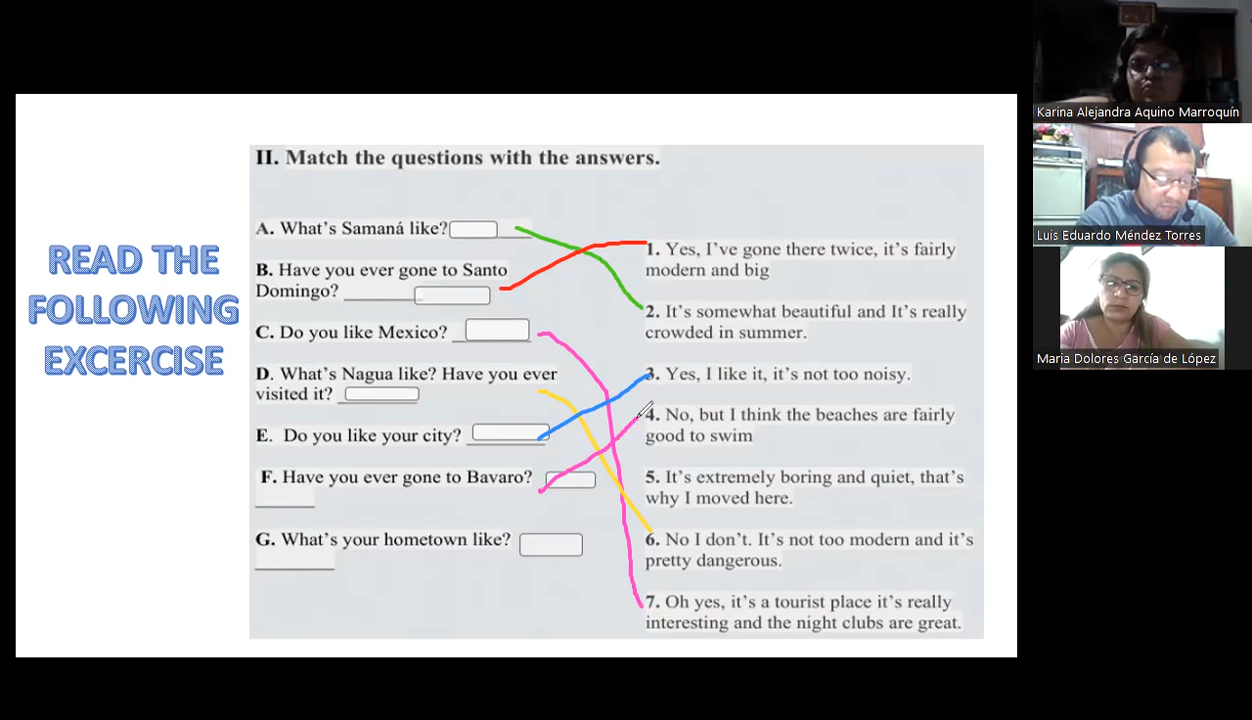 READ THE
FOLLOWING
EXCERCISE
II. Match the questions with the answers.
A. What's Samaná like?
B. Have you ever gone to Santo
Domingo?
C. Do you like Mexico?
D. What's Nagua like? Have you ever
visited it?
E. Do you like your city?
F. Have you ever gone to Bavaro?
G. What's your hometown like?
1. Yes, I've gone there twice, it's fairly
modern and big
2. It's somewhat beautiful and It's really
crowded in summer.
3. Yes, I like it, it's not too noisy.
4. No, but I think the beaches are fairly
good to swim
5. It's extremely boring and quiet, that's
why I moved here.
6. No I don't. It's not too modern and it's
pretty dangerous.
7. Oh yes, it's a tourist place it's really
interesting and the night clubs are great.
Karina Alejandra Aquino Marroquín
Luis Eduardo Méndez Torres
Maria Dolores García de López